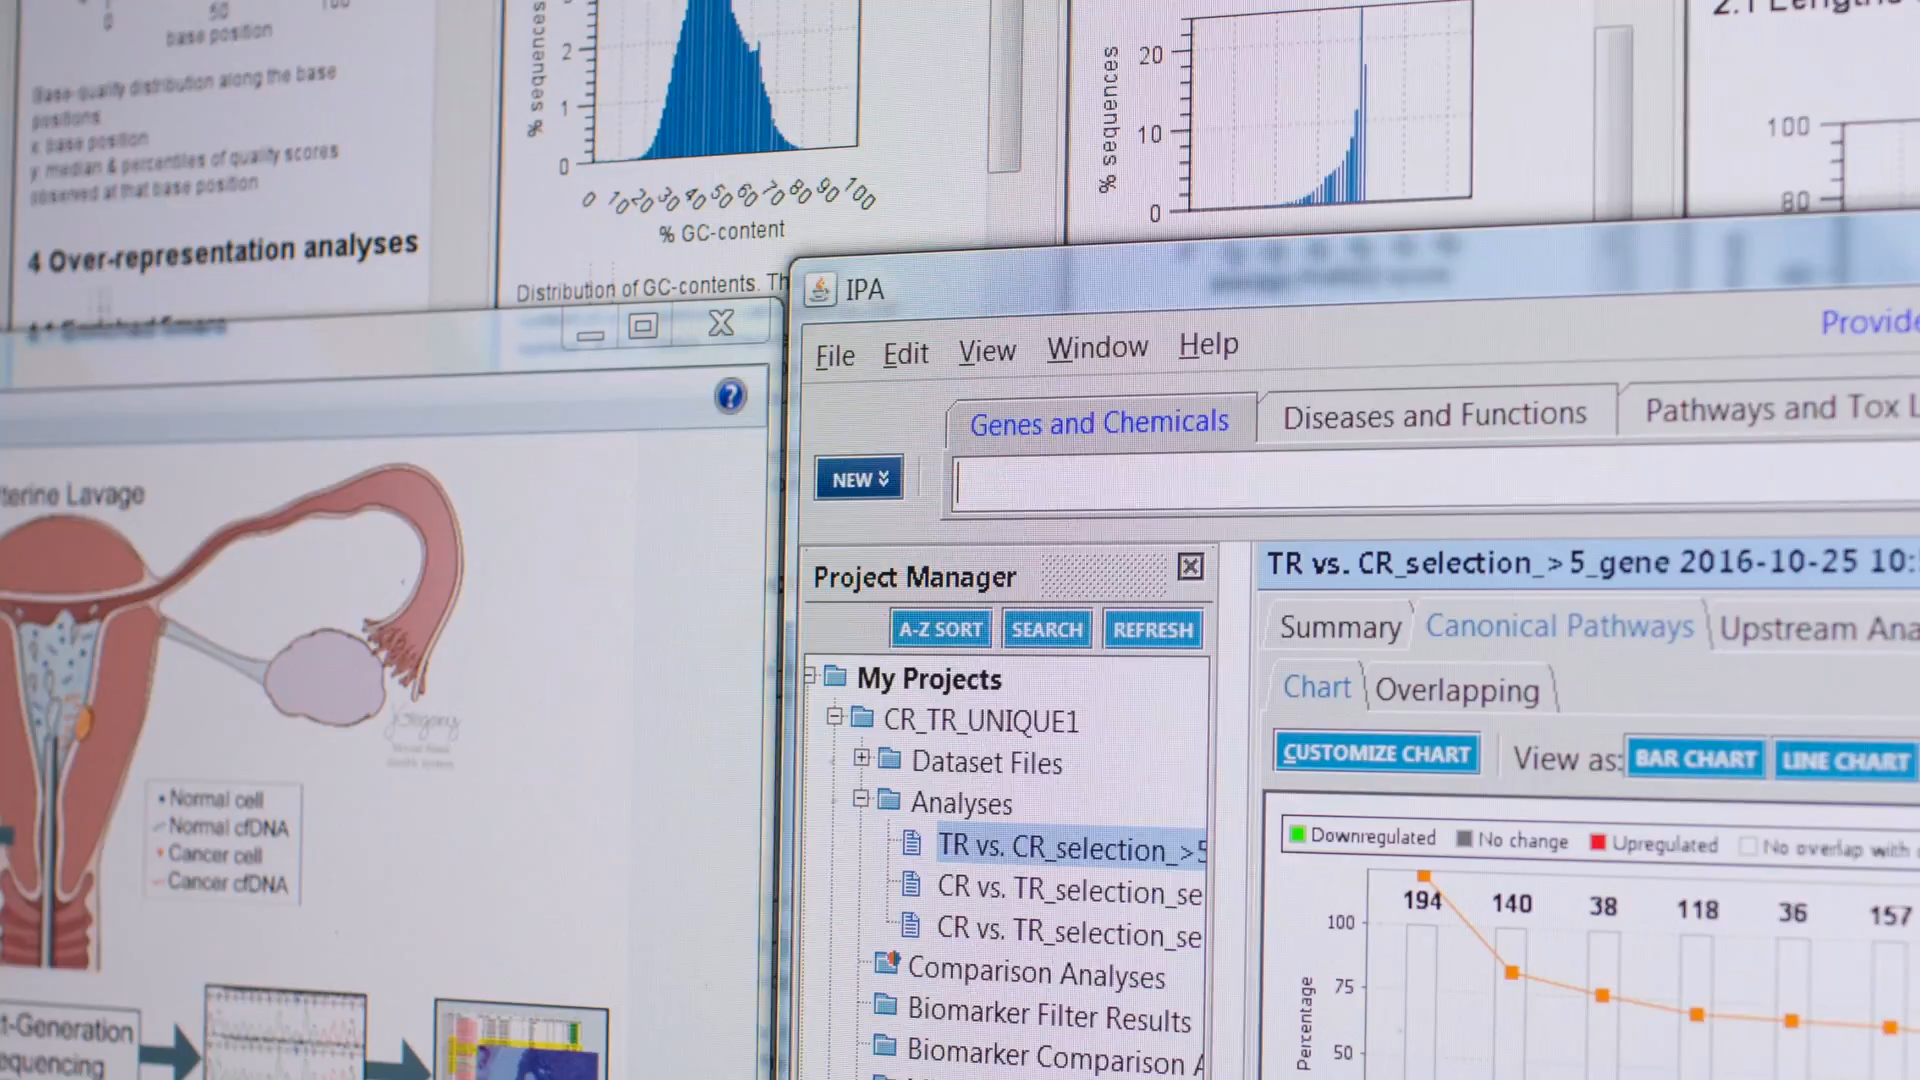 0
50
100
base position
Base-quality distribution along the base
positions
x: base position
y: median & percentiles of quality scores
observed at that base position
4 Over-representation analyses
% sequences
2
1
0
0 10 20 30 40 50 60 70 80 90 100
% GC-content
Distribution of GC-contents. Th
% sequences
20
10
0
2.1 Lengths
100
80
IPA
File Edit View Window Help
Provide
Genes and Chemicals
Diseases and Functions
Pathways and Tox L
NEW
Project Manager
A-Z SORT
SEARCH
REFRESH
My Projects
CR_TR_UNIQUE1
Dataset Files
Analyses
TR vs. CR_selection_>5
CR vs. TR_selection_se
CR vs. TR_selection_se
Comparison Analyses
Biomarker Filter Results
Biomarker Comparison A
TR vs. CR_selection_>5_gene 2016-10-25 10:
Summary
Canonical Pathways
Upstream Ana
Chart
Overlapping
CUSTOMIZE CHART
View as:
BAR CHART
LINE CHART
Downregulated
No change
Upregulated
No overlap with
194 140 38 118 36 157
100
75
50
Percentage
terine Lavage
Normal cell
Normal cfDNA
Cancer cell
Cancer cfDNA
t-Generation
equencing